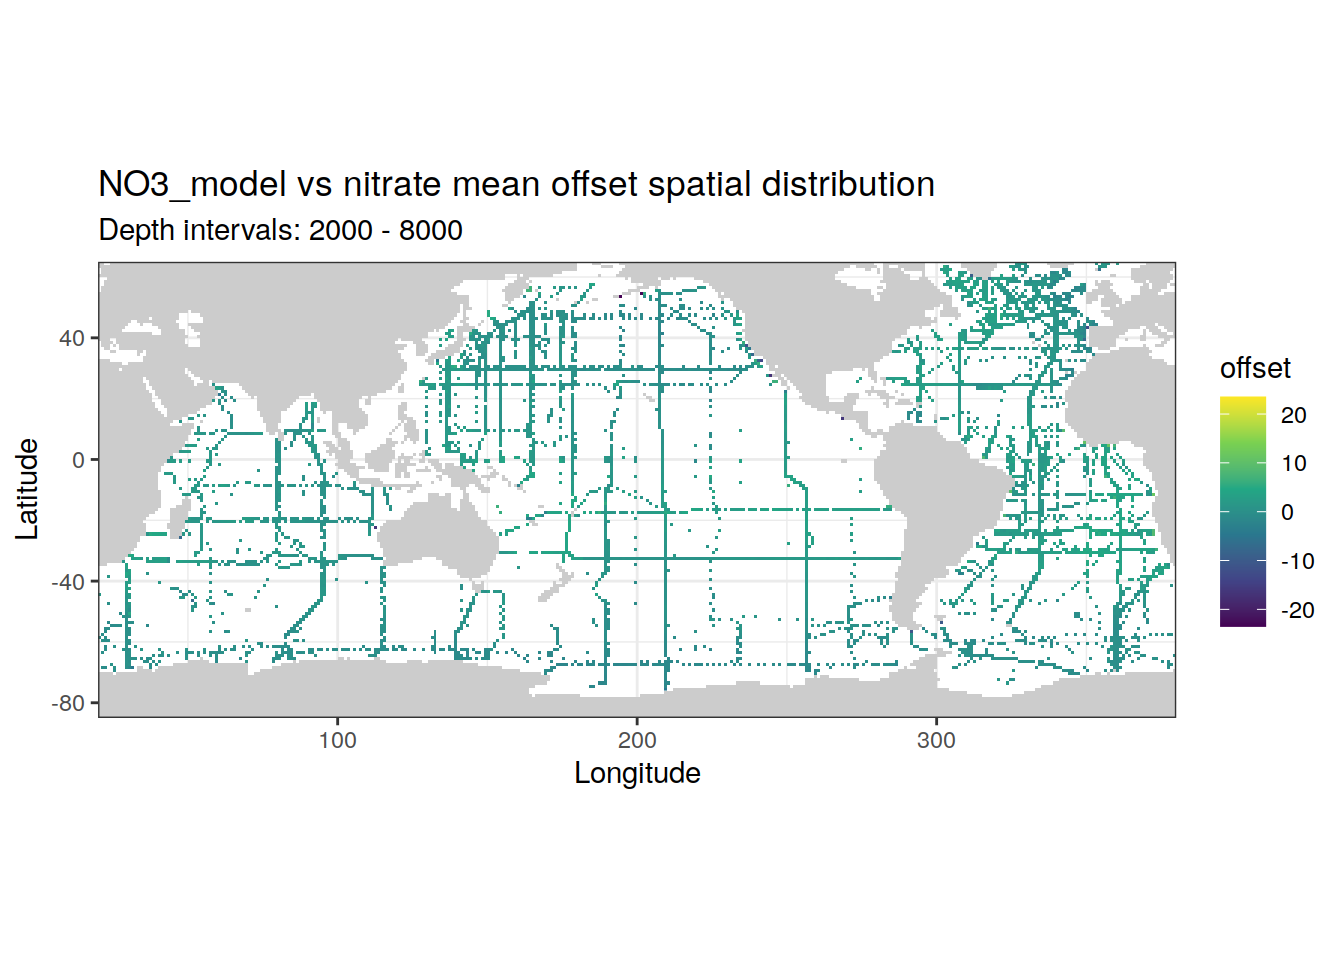 NO3_model vs nitrate mean offset spatial distribution
Depth intervals: 2000 - 8000
40
0
-40
-80
Latitude
100
200
300
Longitude
offset
20
10
0
-10
-20